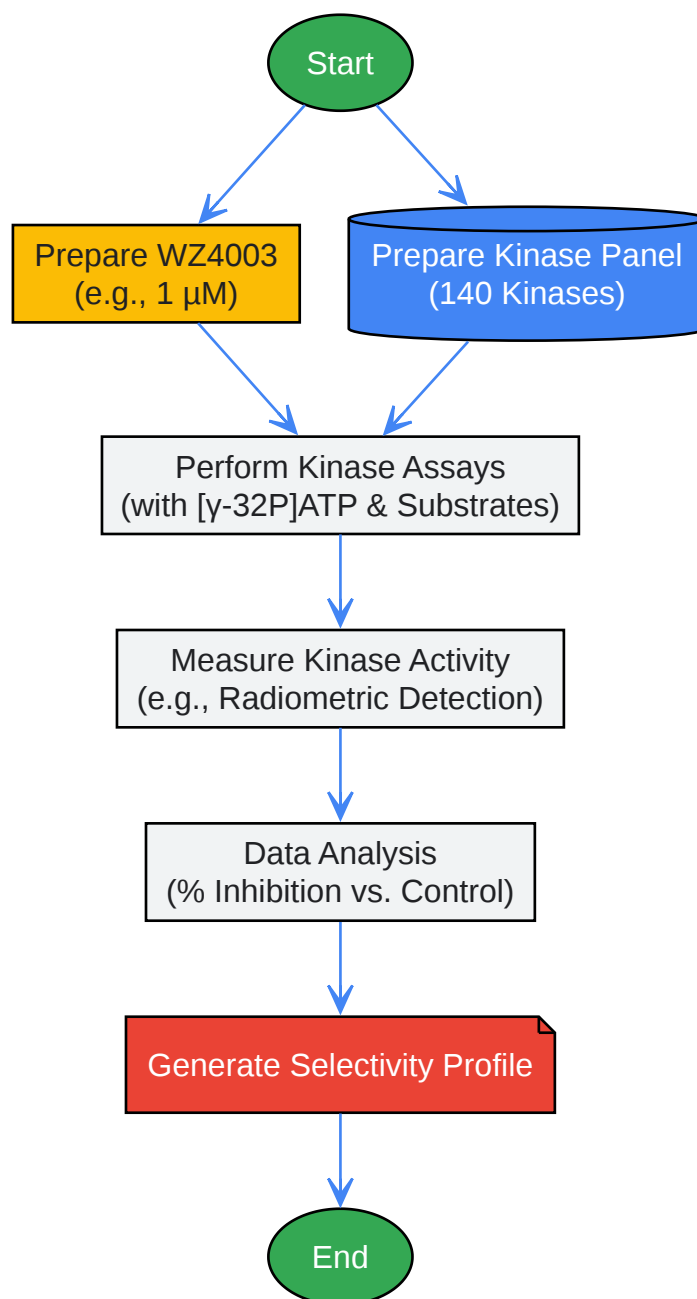 Start
Prepare WZ4003
(e.g., 1 µM)
Prepare Kinase Panel
(140 Kinases)
Perform Kinase Assays
(with [γ-32P]ATP & Substrates)
Measure Kinase Activity
(e.g., Radiometric Detection)
Data Analysis
(% Inhibition vs. Control)
Generate Selectivity Profile
End